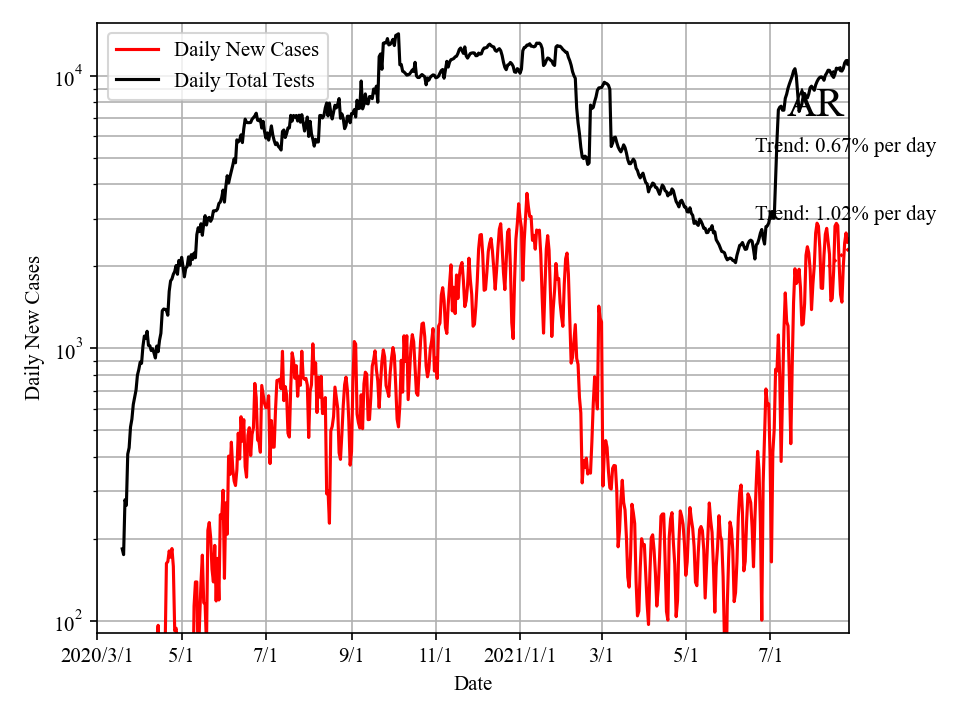 Daily New Cases
Daily Total Tests
AR
Trend: 0.67% per day
Trend: 1.02% per day
Daily New Cases
10^4
10^3
10^2
2020/3/1 5/1 7/1 9/1 11/1 2021/1/1 3/1 5/1 7/1
Date